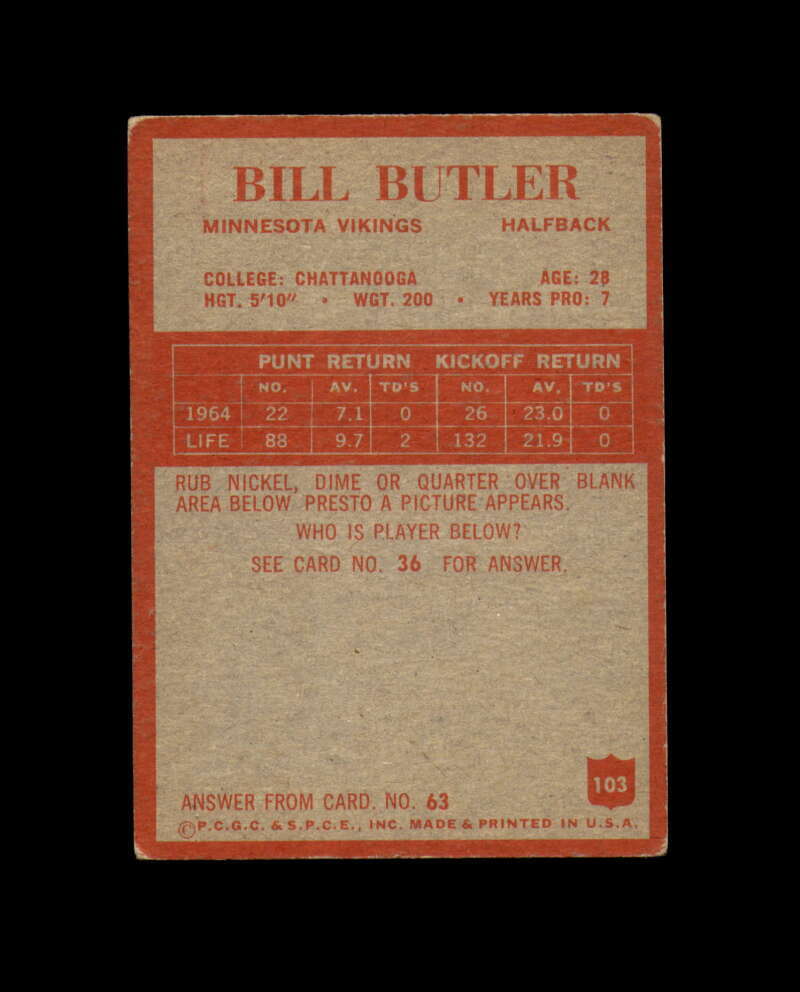 BILL BUTLER
MINNESOTA VIKINGS HALFBACK
COLLEGE: CHATTANOOGA AGE: 28
HGT. 5'10" • WGT. 200 • YEARS PRO: 7
PUNT RETURN KICKOFF RETURN
NO. AV. TD'S NO. AV. TD'S
1964 22 7.1 0 26 23.0 0
LIFE 88 9.7 2 132 21.9 0
RUB NICKEL, DIME OR QUARTER OVER BLANK
AREA BELOW PRESTO A PICTURE APPEARS.
WHO IS PLAYER BELOW?
SEE CARD NO. 36 FOR ANSWER.
103
ANSWER FROM CARD. NO. 63
©P.C.G.C. & S.P.C.E., INC. MADE & PRINTED IN U.S.A.